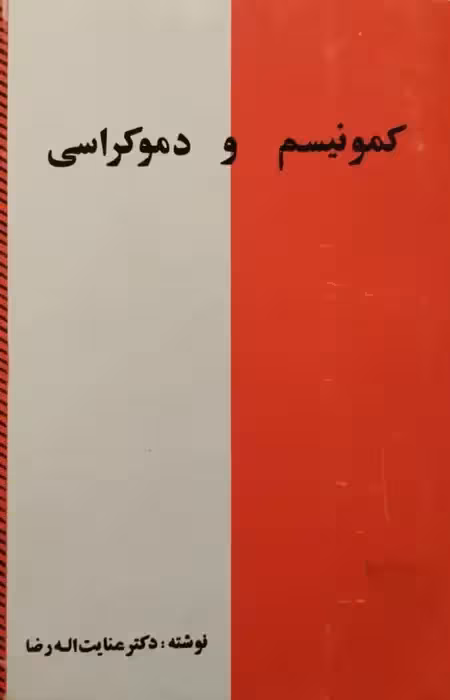 کمونیسم و دموکراسی
نوشته: دکتر عنایت‌اله رضا